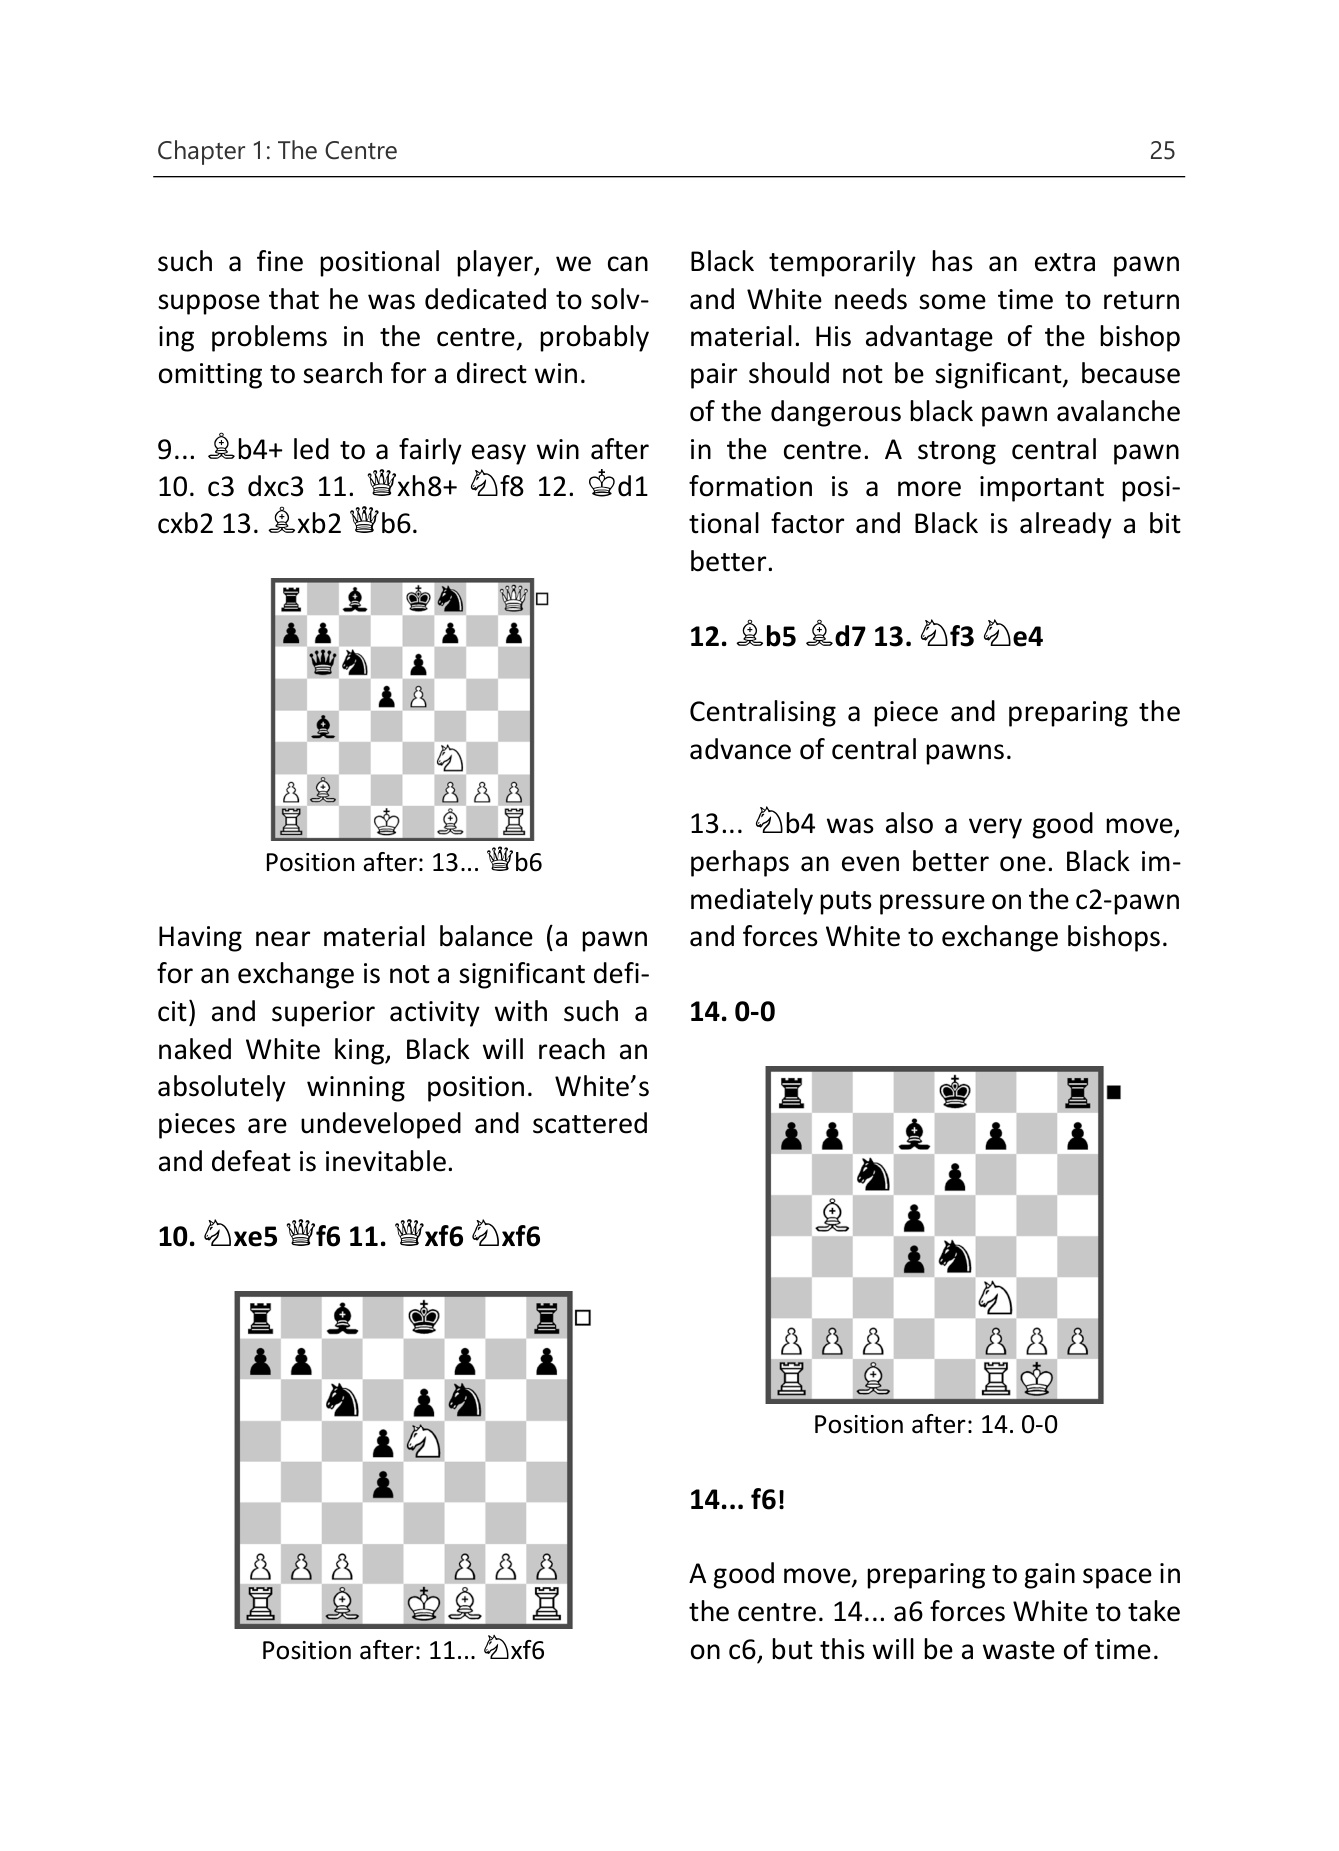 Chapter 1: The Centre 25
such a fine positional player, we can
suppose that he was dedicated to solv-
ing problems in the centre, probably
omitting to search for a direct win.
9... ♗b4+ led to a fairly easy win after
10. c3 dxc3 11. ♕xh8+ ♘f8 12. ♔d1
cxb2 13. ♗xb2 ♕b6.
Position after: 13... ♕b6
Having near material balance (a pawn
for an exchange is not a significant defi-
cit) and superior activity with such a
naked White king, Black will reach an
absolutely winning position. White’s
pieces are undeveloped and scattered
and defeat is inevitable.
10. ♘xe5 ♕f6 11. ♕xf6 ♘xf6
Position after: 11... ♘xf6
Black temporarily has an extra pawn
and White needs some time to return
material. His advantage of the bishop
pair should not be significant, because
of the dangerous black pawn avalanche
in the centre. A strong central pawn
formation is a more important posi-
tional factor and Black is already a bit
better.
12. ♗b5 ♗d7 13. ♘f3 ♘e4
Centralising a piece and preparing the
advance of central pawns.
13... ♘b4 was also a very good move,
perhaps an even better one. Black im-
mediately puts pressure on the c2-pawn
and forces White to exchange bishops.
14. 0-0
Position after: 14. 0-0
14... f6!
A good move, preparing to gain space in
the centre. 14... a6 forces White to take
on c6, but this will be a waste of time.